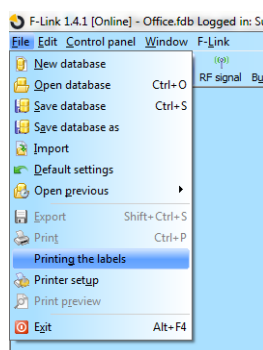 F-Link 1.4.1 [Online] - Office.fdb Logged in: Su
File Edit Control panel Window F-Link
New database
RF signal
Open database Ctrl+O
Save database Ctrl+S
Save database as
Import
Default settings
Open previous
Export Shift+Ctrl+S
Print Ctrl+P
Printing the labels
Printer setup
Print preview
Exit Alt+F4